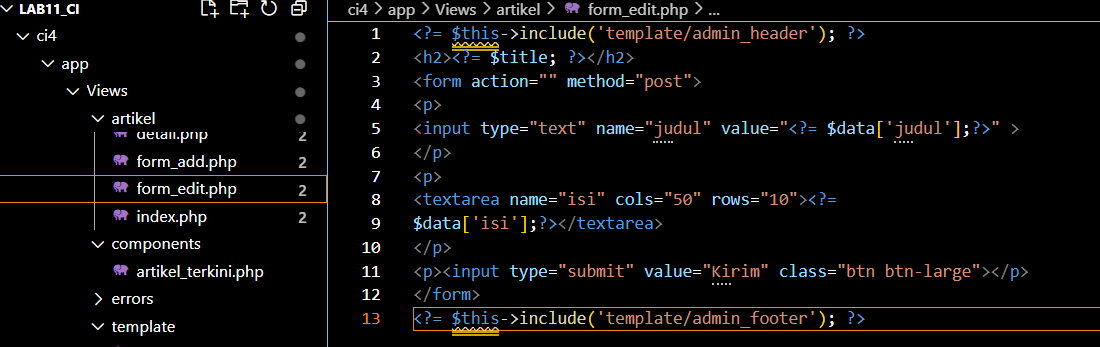 LAB11_CI
ci4
app
Views
artikel
detail.php 2
form_add.php 2
form_edit.php 2
index.php 2
components
artikel_terkini.php
errors
template
ci4 > app > Views > artikel > form_edit.php > ...
1 <?= $this->include('template/admin_header'); ?>
2 <h2><?= $title; ?></h2>
3 <form action="" method="post">
4 <p>
5 <input type="text" name="judul" value="<?= $data['judul'];?>" >
6 </p>
7 <p>
8 <textarea name="isi" cols="50" rows="10"><?=
9 $data['isi'];?></textarea>
10 </p>
11 <p><input type="submit" value="Kirim" class="btn btn-large"></p>
12 </form>
13 <?= $this->include('template/admin_footer'); ?>